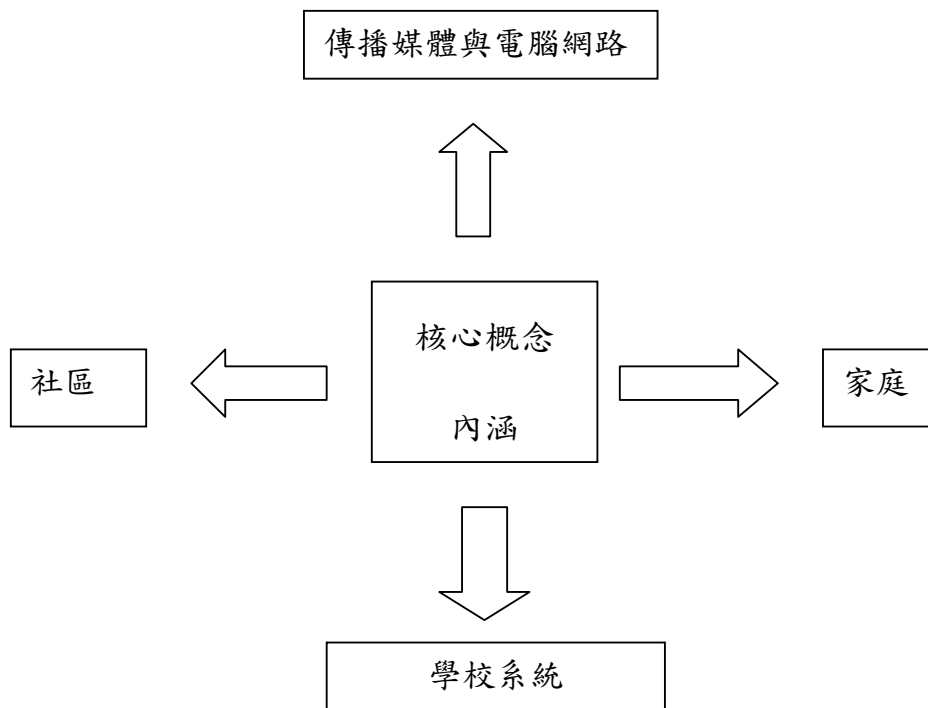 傳播媒體與電腦網路
核心概念
內涵
社區
家庭
學校系統